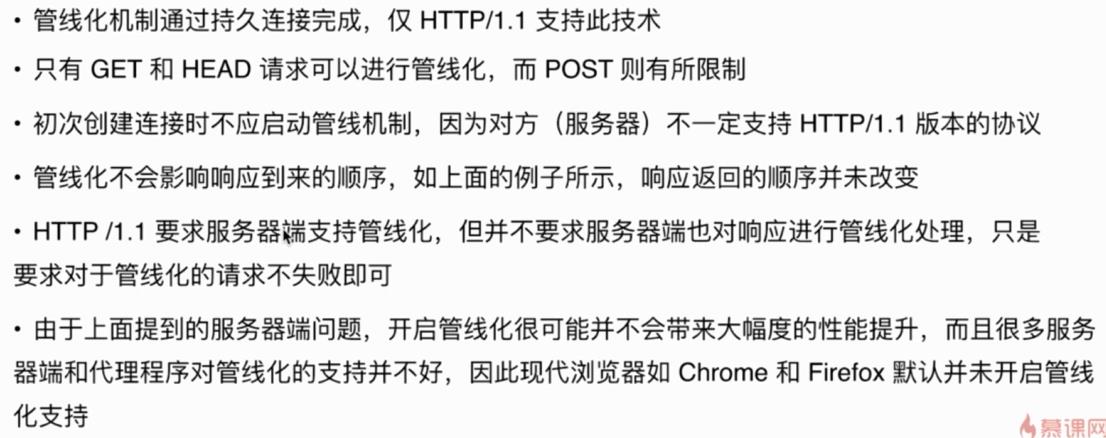 • 管线化机制通过持久连接完成，仅 HTTP/1.1 支持此技术
• 只有 GET 和 HEAD 请求可以进行管线化，而 POST 则有所限制
• 初次创建连接时不应启动管线机制，因为对方（服务器）不一定支持 HTTP/1.1 版本的协议
• 管线化不会影响响应到来的顺序，如上面的例子所示，响应返回的顺序并未改变
• HTTP /1.1 要求服务器端支持管线化，但并不要求服务器端也对响应进行管线化处理，只是
要求对于管线化的请求不失败即可
• 由于上面提到的服务器端问题，开启管线化很可能并不会带来大幅度的性能提升，而且很多服务
器端和代理程序对管线化的支持并不好，因此现代浏览器如 Chrome 和 Firefox 默认并未开启管线
化支持
慕课网